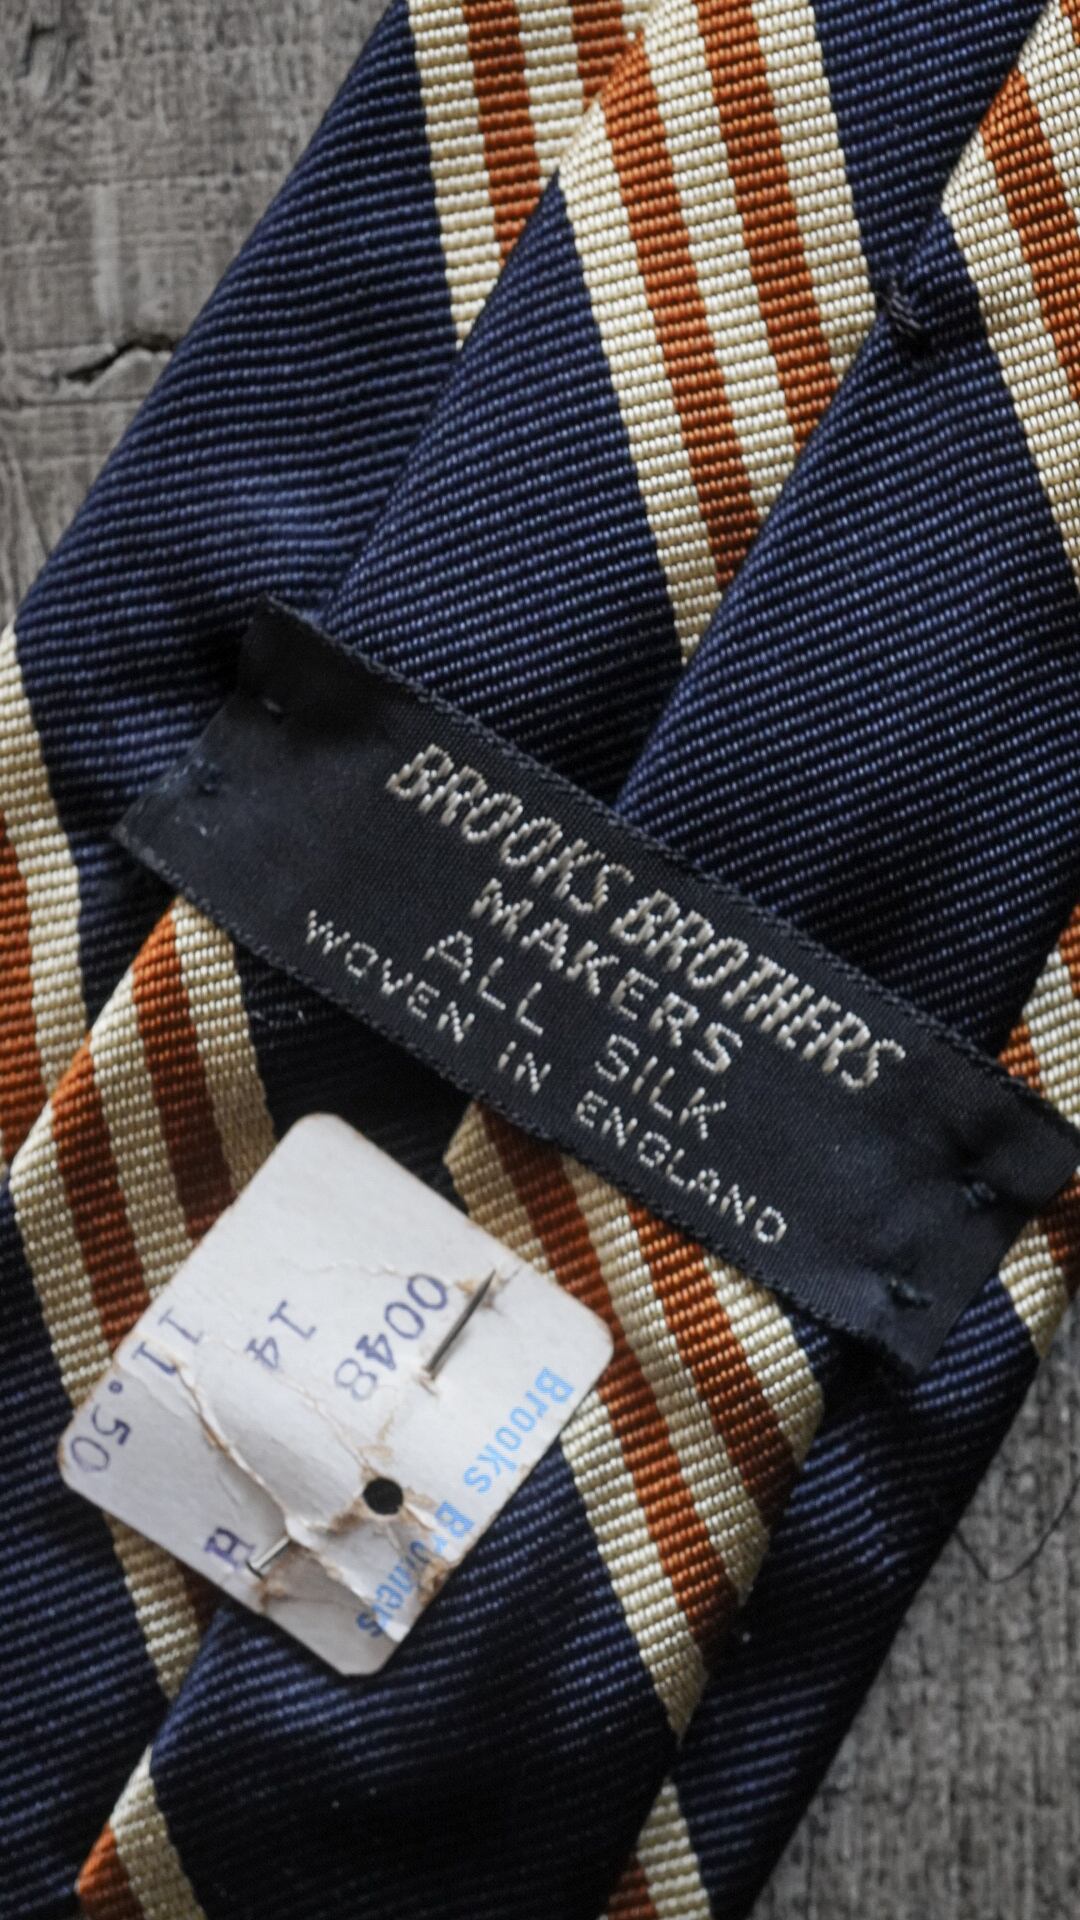 BROOKS BROTHERS
MAKERS
ALL SILK
WOVEN IN ENGLAND
Brooks Brothers
0048
14
11.50
H